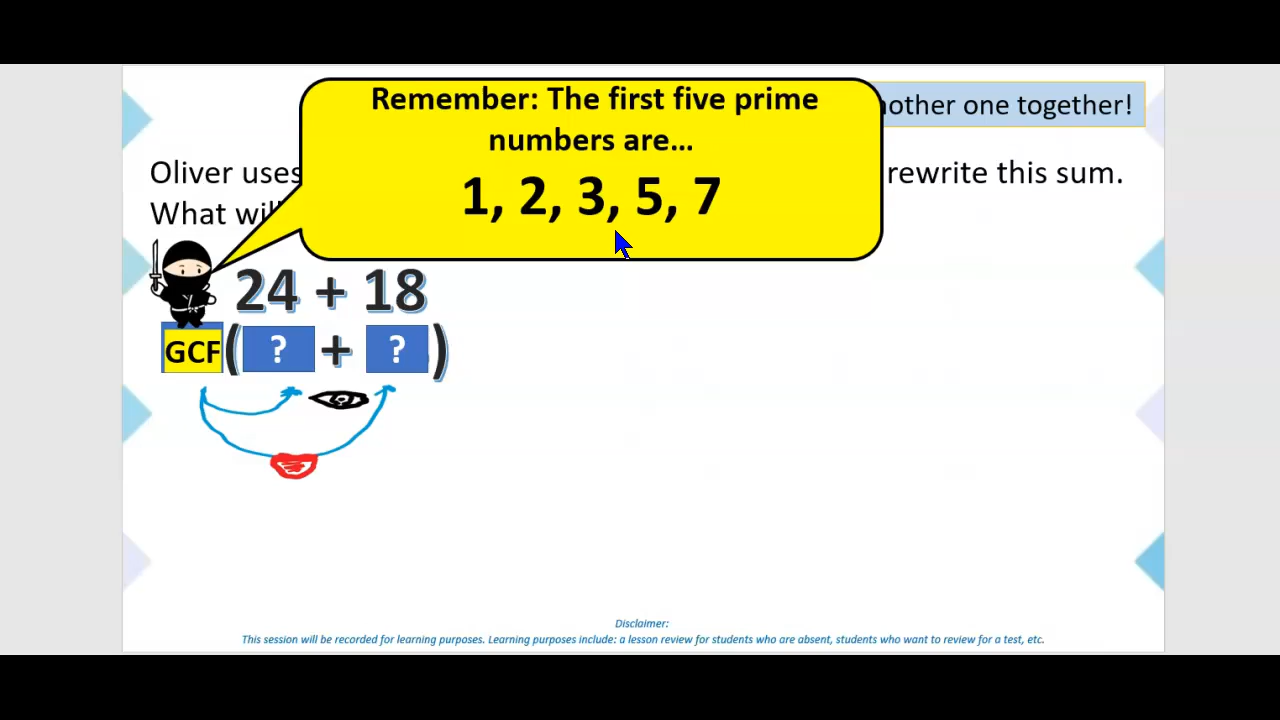 Remember: The first five prime
numbers are...
1, 2, 3, 5, 7
another one together!
Oliver uses rewrite this sum.
What will
24 + 18
GCF ( ? + ? )
Disclaimer:
This session will be recorded for learning purposes. Learning purposes include: a lesson review for students who are absent, students who want to review for a test, etc.